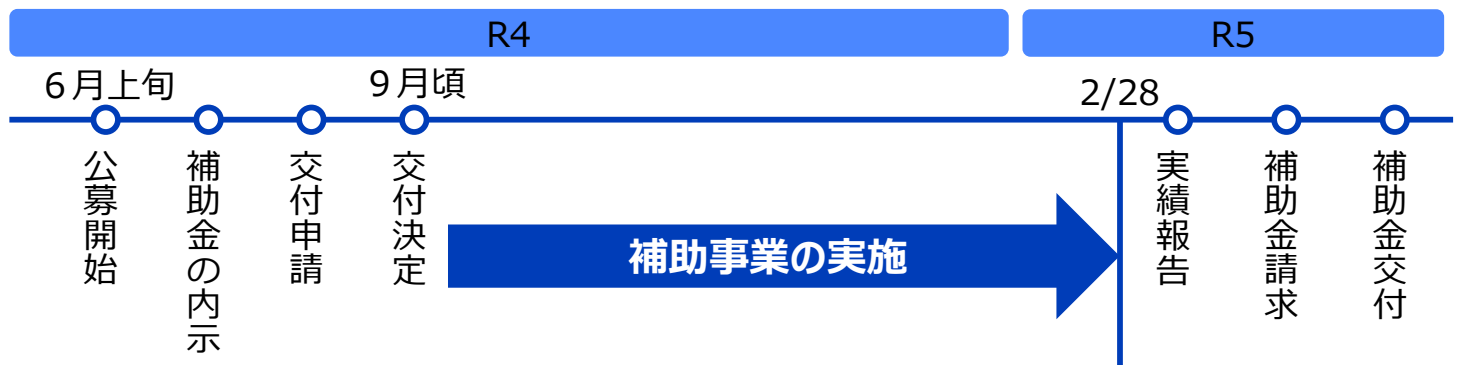 R4
R5
6月上旬
9月頃
2/28
公募開始
補助金の内示
交付申請
交付決定
補助事業の実施
実績報告
補助金請求
補助金交付